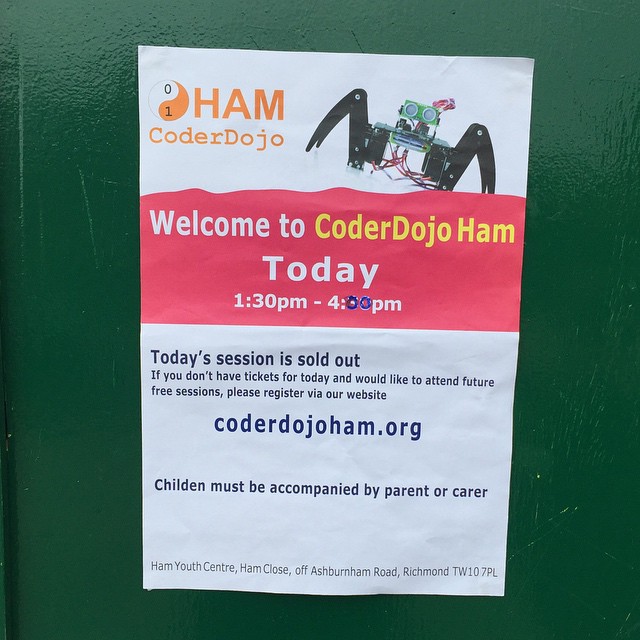 0
1
HAM
CoderDojo
Welcome to CoderDojo Ham
Today
1:30pm - 4:00pm
Today's session is sold out
If you don't have tickets for today and would like to attend future
free sessions, please register via our website
coderdojoham.org
Childen must be accompanied by parent or carer
Ham Youth Centre, Ham Close, off Ashburnham Road, Richmond TW10 7PL